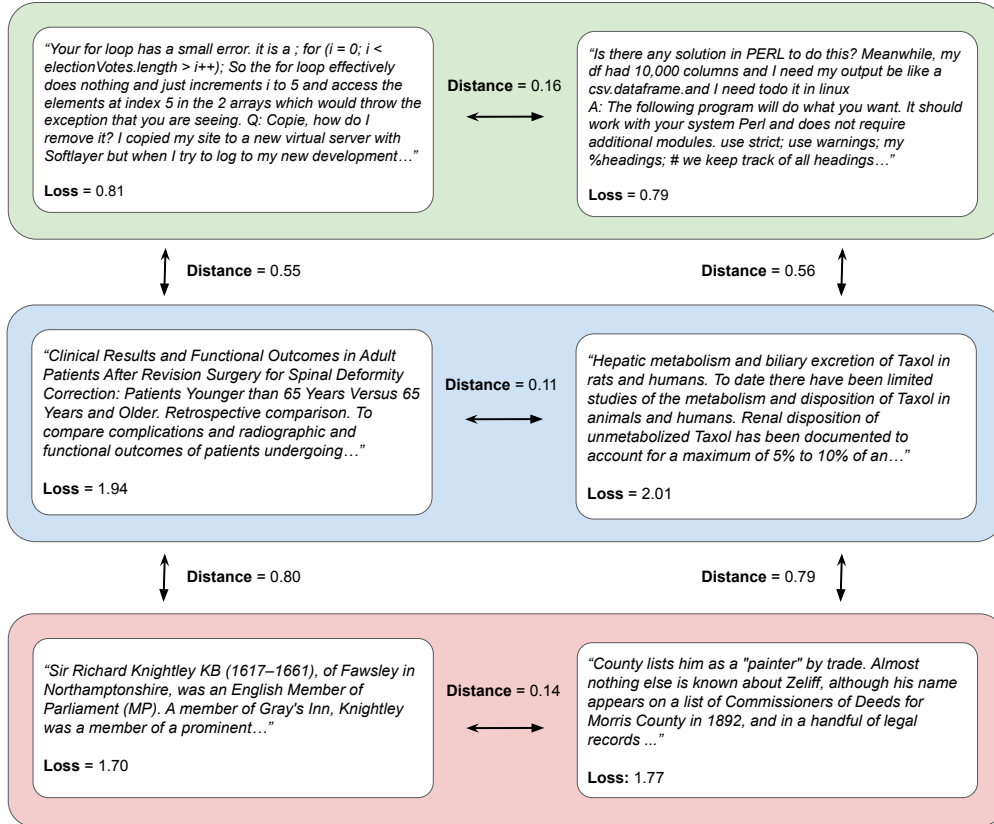 “Your for loop has a small error. it is a ; for (i = 0; i <
electionVotes.length > i++); So the for loop effectively
does nothing and just increments i to 5 and access the
elements at index 5 in the 2 arrays which would throw the
exception that you are seeing. Q: Copie, how do I
remove it? I copied my site to a new virtual server with
Softlayer but when I try to log to my new development…”
Loss = 0.81
Distance = 0.16
“Is there any solution in PERL to do this? Meanwhile, my
df had 10,000 columns and I need my output be like a
csv.dataframe.and I need todo it in linux
A: The following program will do what you want. It should
work with your system Perl and does not require
additional modules. use strict; use warnings; my
%headings; # we keep track of all headings…”
Loss = 0.79
Distance = 0.55
Distance = 0.56
“Clinical Results and Functional Outcomes in Adult
Patients After Revision Surgery for Spinal Deformity
Correction: Patients Younger than 65 Years Versus 65
Years and Older. Retrospective comparison. To
compare complications and radiographic and
functional outcomes of patients undergoing…”
Loss = 1.94
Distance = 0.11
“Hepatic metabolism and biliary excretion of Taxol in
rats and humans. To date there have been limited
studies of the metabolism and disposition of Taxol in
animals and humans. Renal disposition of
unmetabolized Taxol has been documented to
account for a maximum of 5% to 10% of an…”
Loss = 2.01
Distance = 0.80
Distance = 0.79
“Sir Richard Knightley KB (1617–1661), of Fawsley in
Northamptonshire, was an English Member of
Parliament (MP). A member of Gray's Inn, Knightley
was a member of a prominent…”
Loss = 1.70
Distance = 0.14
“County lists him as a "painter" by trade. Almost
nothing else is known about Zeliff, although his name
appears on a list of Commissioners of Deeds for
Morris County in 1892, and in a handful of legal
records ...”
Loss: 1.77